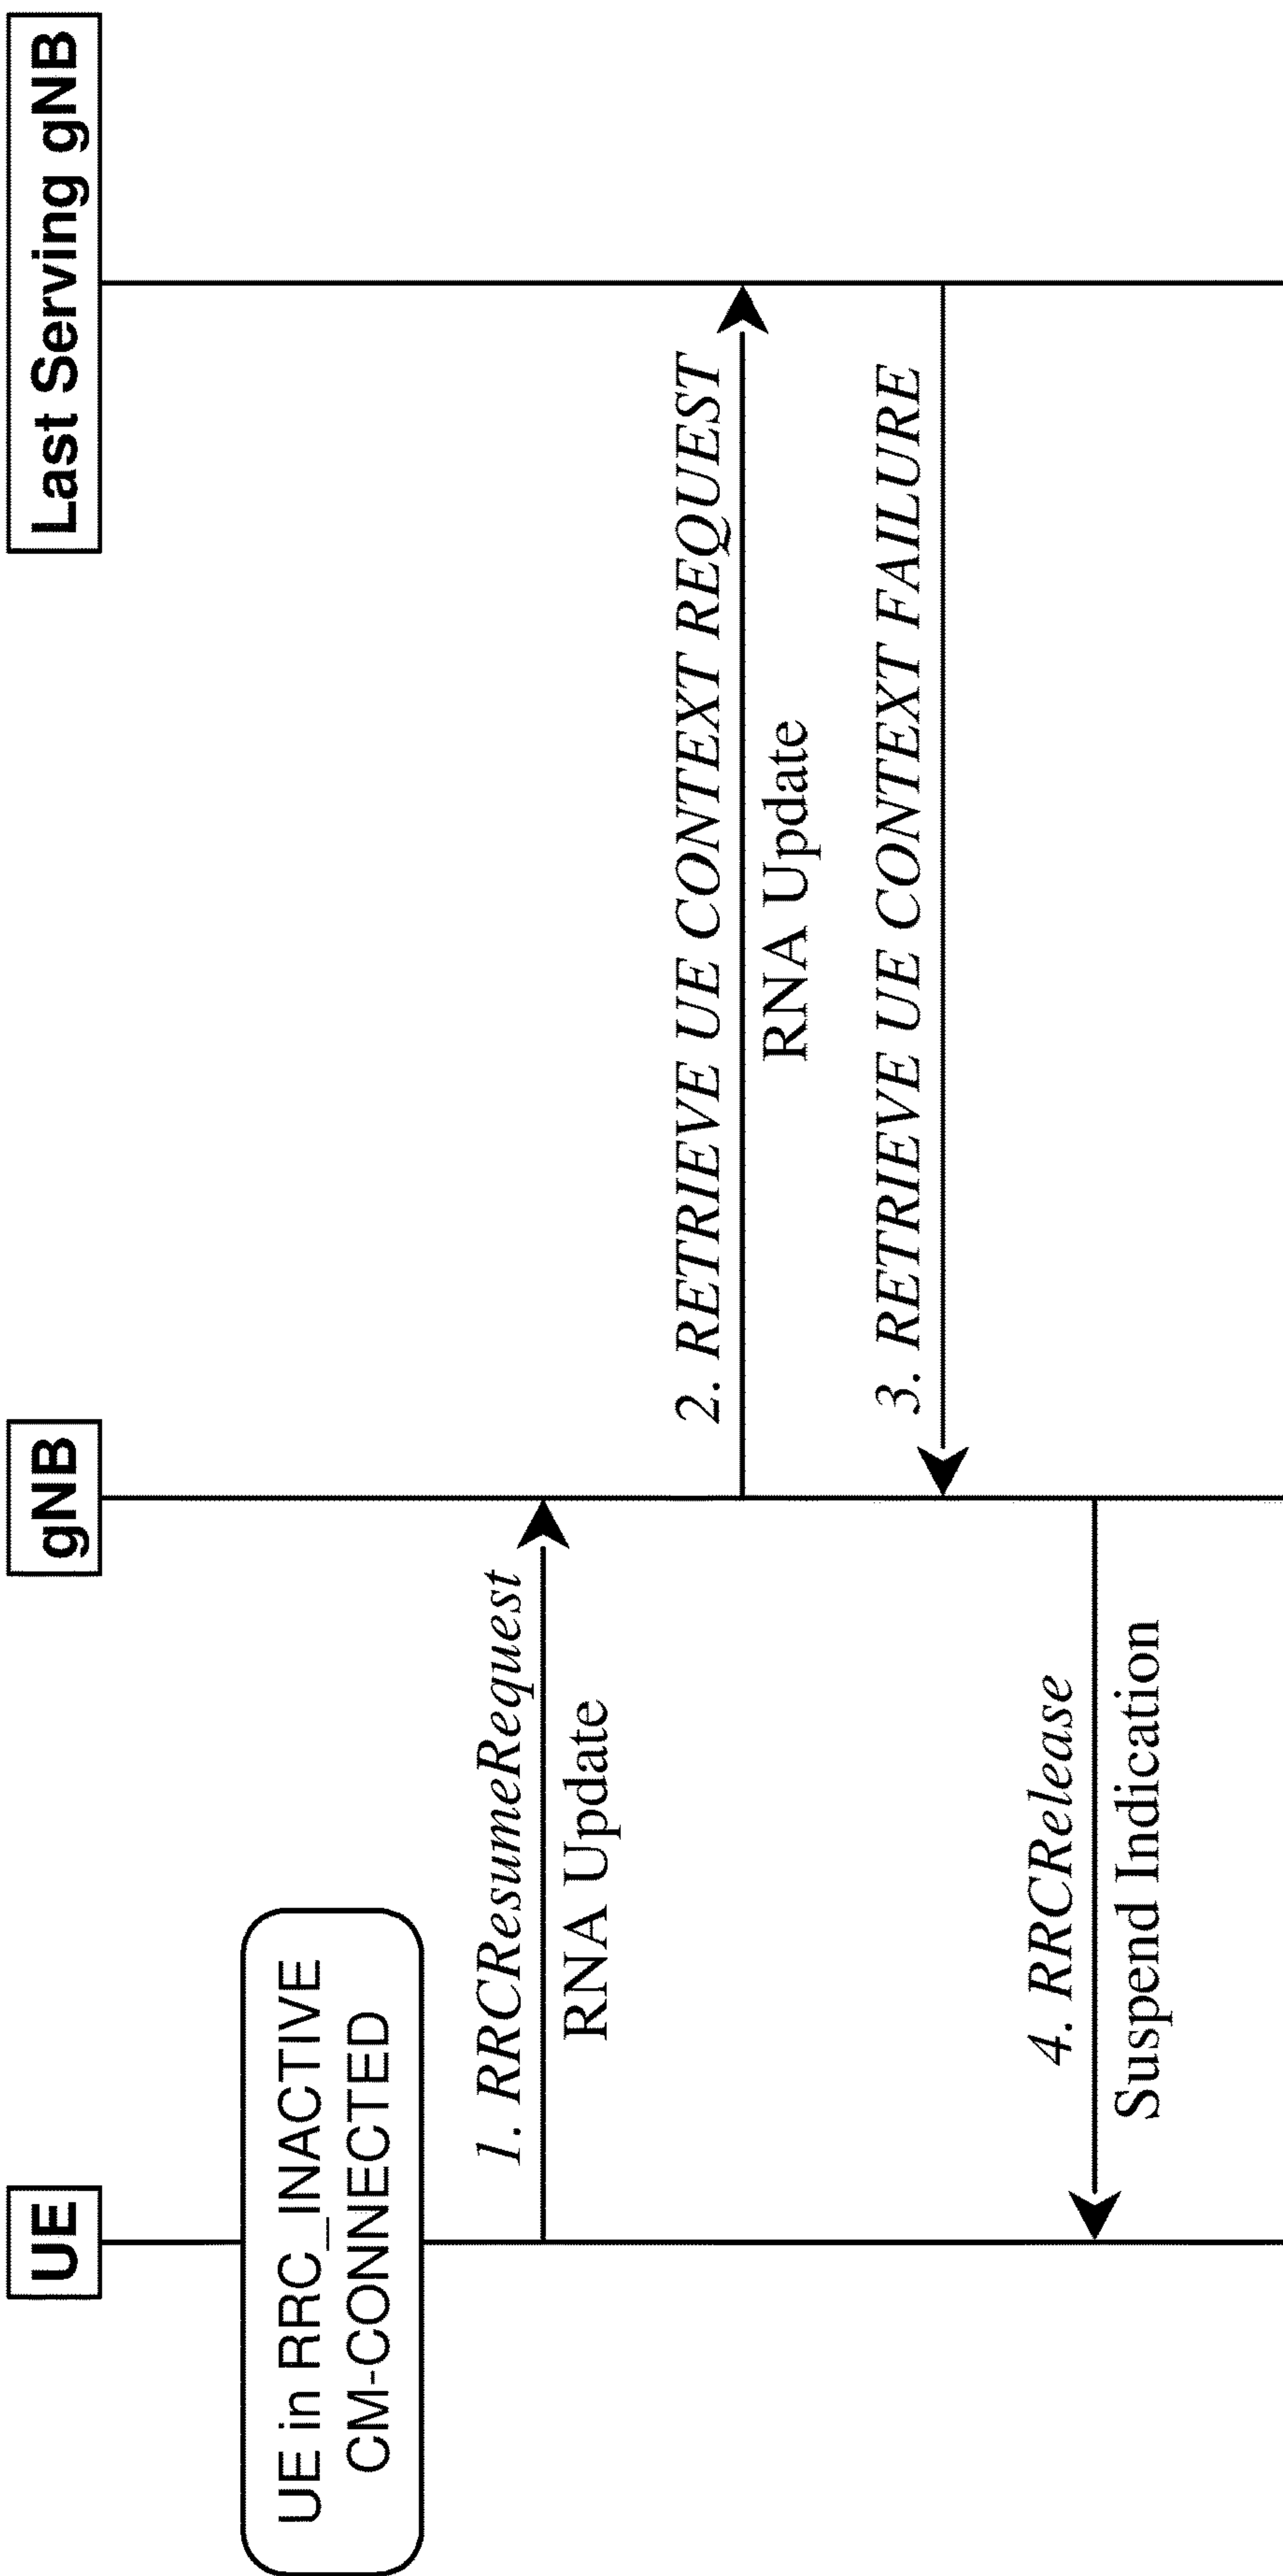 UE
gNB
Last Serving gNB
UE in RRC_INACTIVE
CM-CONNECTED
1. RRCResumeRequest
RNA Update
2. RETRIEVE UE CONTEXT REQUEST
RNA Update
3. RETRIEVE UE CONTEXT FAILURE
4. RRCRelease
Suspend Indication